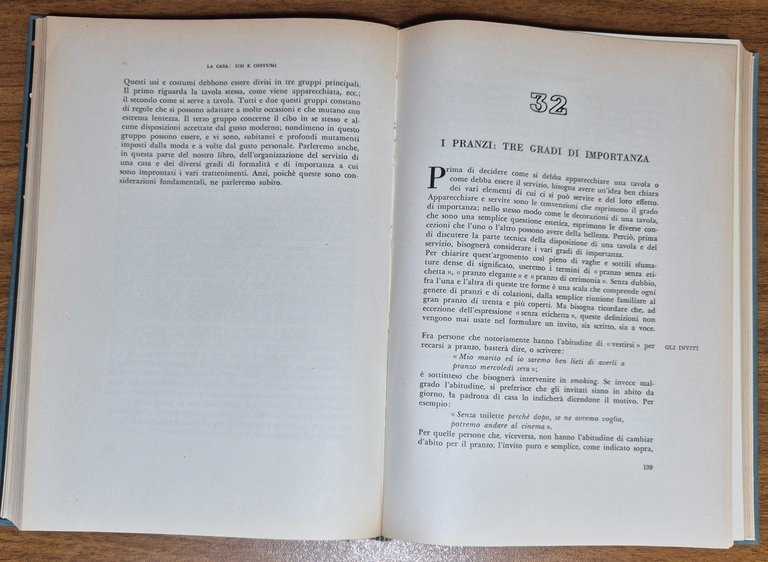 LA CASA: USI E COSTUMI
Questi usi e costumi debbono essere divisi in tre gruppi principali.
Il primo riguarda la tavola stessa, come viene apparecchiata, ecc.;
il secondo come si serve a tavola. Tutti e due questi gruppi constano
di regole che si possono adattare a molte occasioni e che mutano con
estrema lentezza. Il terzo gruppo concerne il cibo in se stesso e al-
cune disposizioni accettate dal gusto moderno; nondimeno in questo
gruppo possono essere, e vi sono, subitanei e profondi mutamenti
imposti dalla moda e a volte dal gusto personale. Parleremo anche,
in questa parte del nostro libro, dell'organizzazione del servizio di
una casa e dei diversi gradi di formalità e di importanza a cui
sono improntati i vari trattenimenti. Anzi, poichè queste sono con-
siderazioni fondamentali, ne parleremo subito.
32
I PRANZI: TRE GRADI DI IMPORTANZA
Prima di decidere come si debba apparecchiare una tavola o
come debba essere il servizio, bisogna avere un'idea ben chiara
dei vari elementi di cui ci si può servire e del loro effetto.
Apparecchiare e servire sono le convenzioni che esprimono il grado
di importanza; nello stesso modo come le decorazioni di una tavola,
che sono una semplice questione estetica, esprimono le diverse con-
cezioni che l'uno o l'altro possono avere della bellezza. Perciò, prima
di discutere la parte tecnica della disposizione di una tavola e del
servizio, bisognerà considerare i vari gradi di importanza.
Per chiarire quest'argomento così pieno di vaghe e sottili sfuma-
ture dense di significato, useremo i termini di « pranzo senza eti-
chetta », « pranzo elegante » e « pranzo di cerimonia ». Senza dubbio,
fra l'una e l'altra di queste tre forme è una scala che comprende ogni
genere di pranzi e di colazioni, dalla semplice riunione familiare al
gran pranzo di trenta e più coperti. Ma bisogna ricordare che, ad
eccezione dell'espressione « senza etichetta », queste definizioni non
vengono mai usate nel formulare un invito, sia scritto, sia a voce.
Fra persone che notoriamente hanno l'abitudine di « vestirsi » per
GLI INVITI
recarsi a pranzo, basterà dire, o scrivere:
« Mio marito ed io saremo ben lieti di averli a
pranzo mercoledì sera »;
è sottinteso che bisognerà intervenire in smoking. Se invece mal-
grado l'abitudine, si preferisce che gli invitati siano in abito da
giorno, la padrona di casa lo indicherà dicendone il motivo. Per
esempio:
« Senza toilette perchè dopo, se ne avremo voglia,
potremo andare al cinema ».
Per quelle persone che, viceversa, non hanno l'abitudine di cambiar
d'abito per il pranzo, l'invito puro e semplice, come indicato sopra,
199